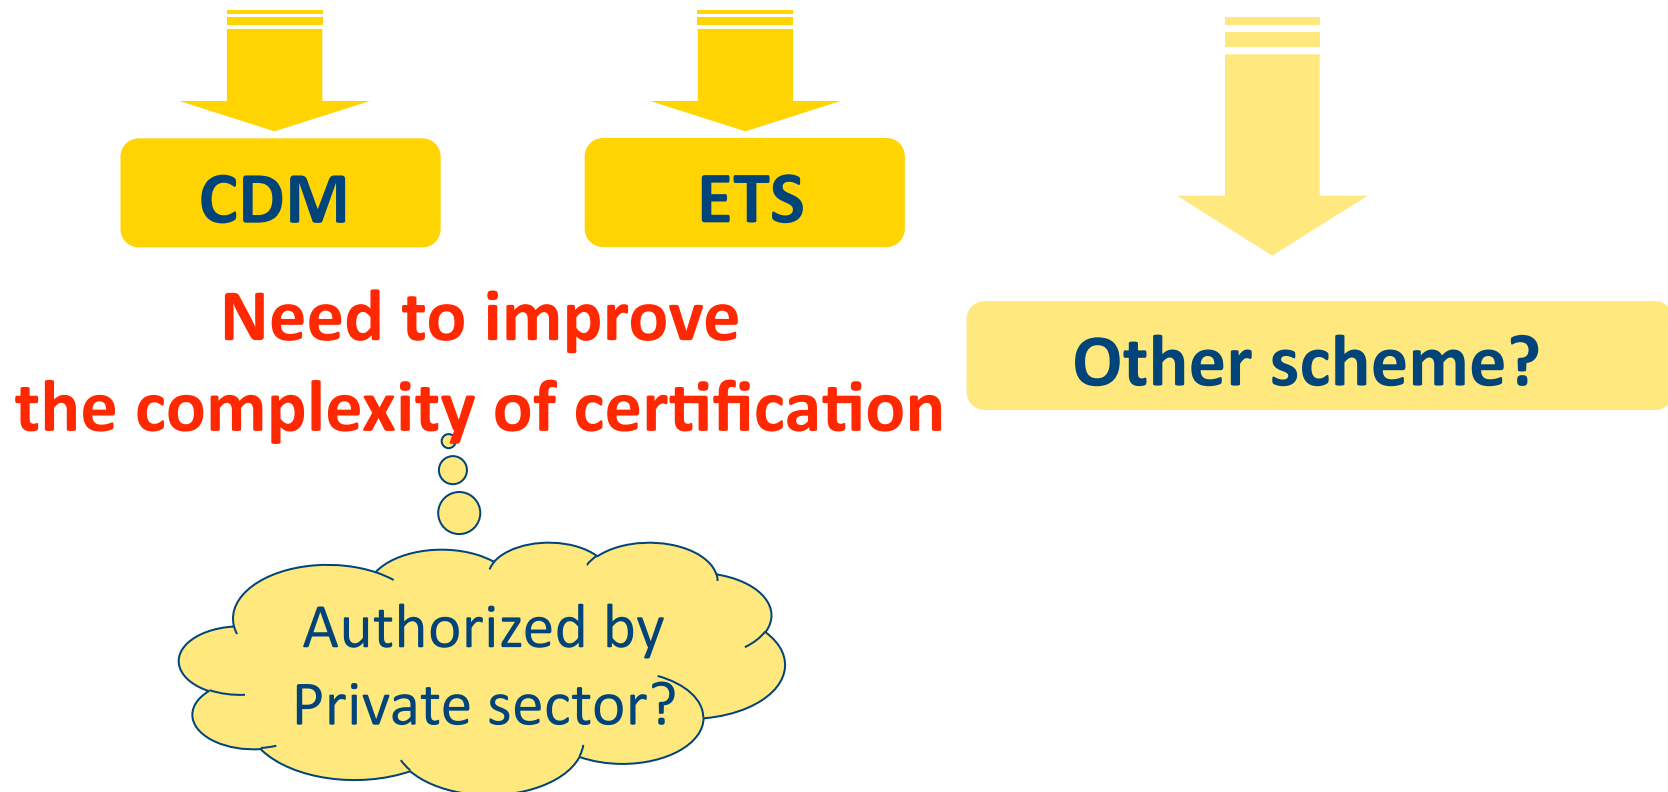 CDM
ETS
Need to improve
the complexity of certification
Other scheme?
Authorized by
Private sector?